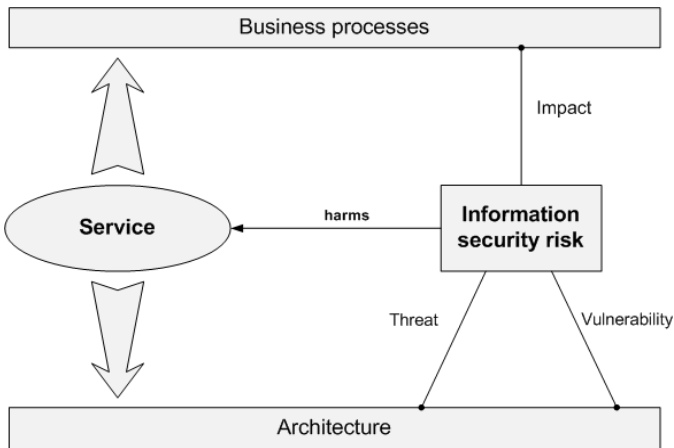 Business processes
Impact
Service
harms
Information
security risk
Threat
Vulnerability
Architecture